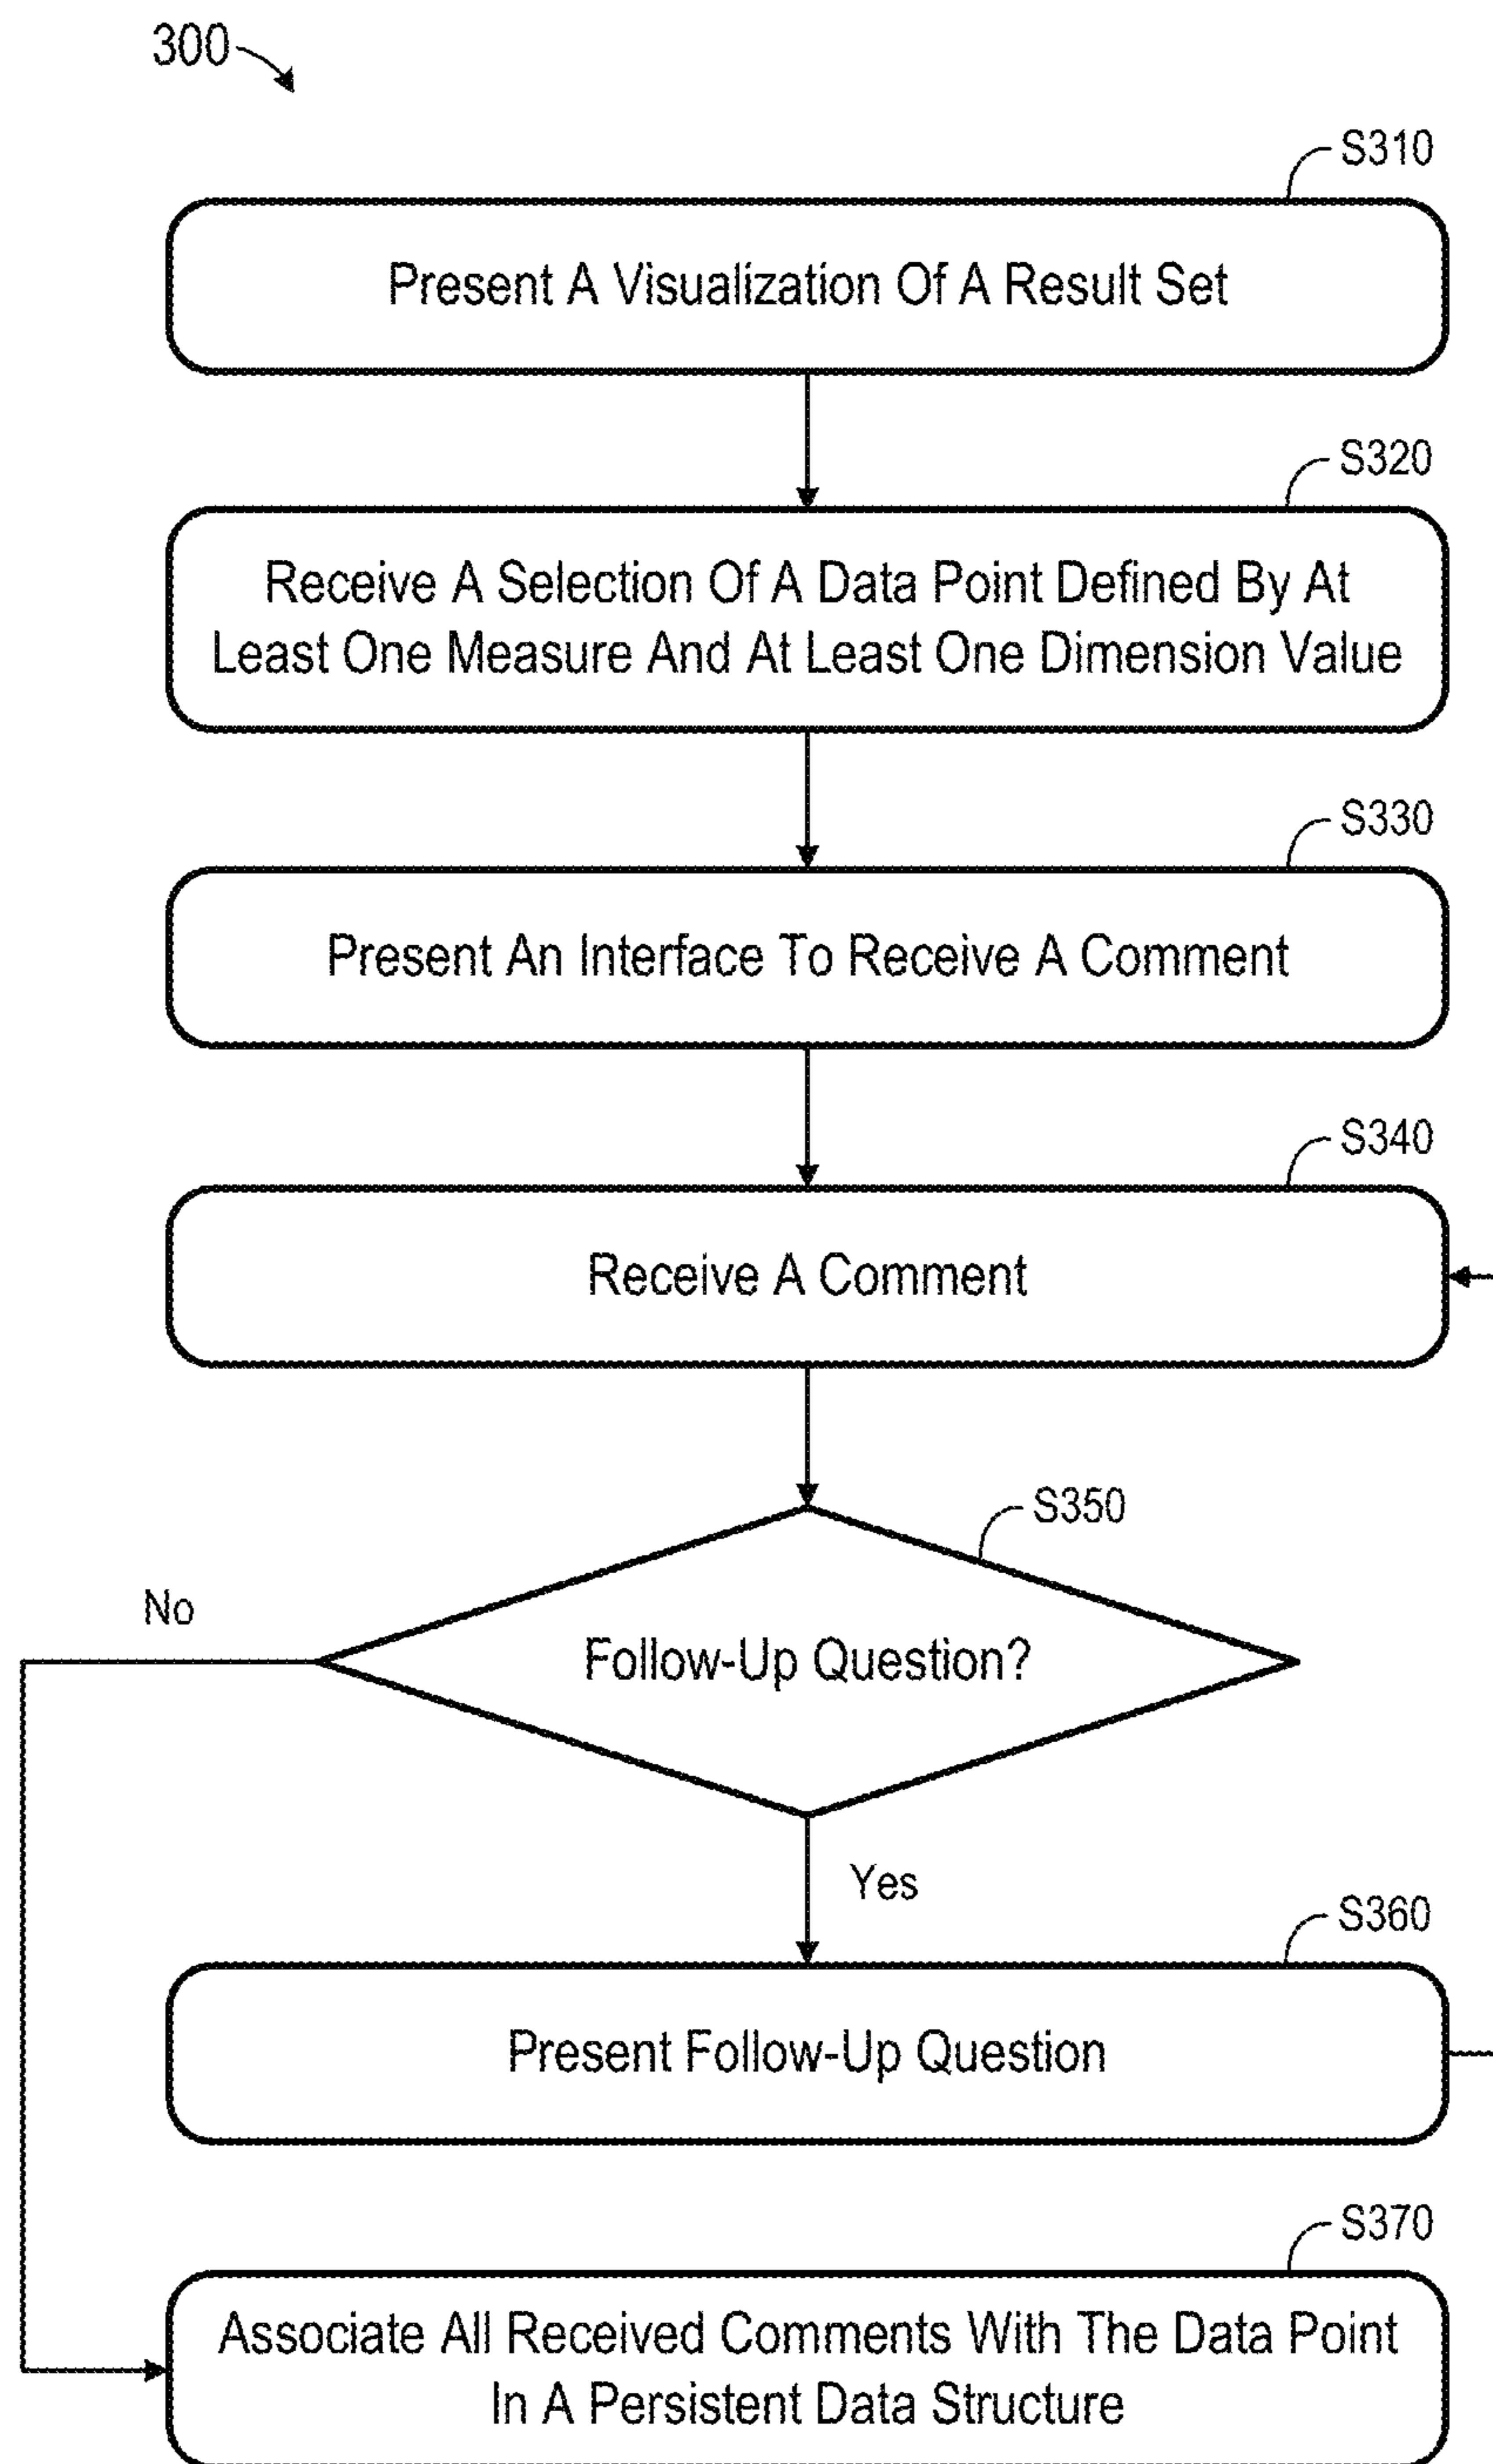 300
S310
Present A Visualization Of A Result Set
S320
Receive A Selection Of A Data Point Defined By At
Least One Measure And At Least One Dimension Value
S330
Present An Interface To Receive A Comment
S340
Receive A Comment
S350
No
Follow-Up Question?
Yes
S360
Present Follow-Up Question
S370
Associate All Received Comments With The Data Point
In A Persistent Data Structure